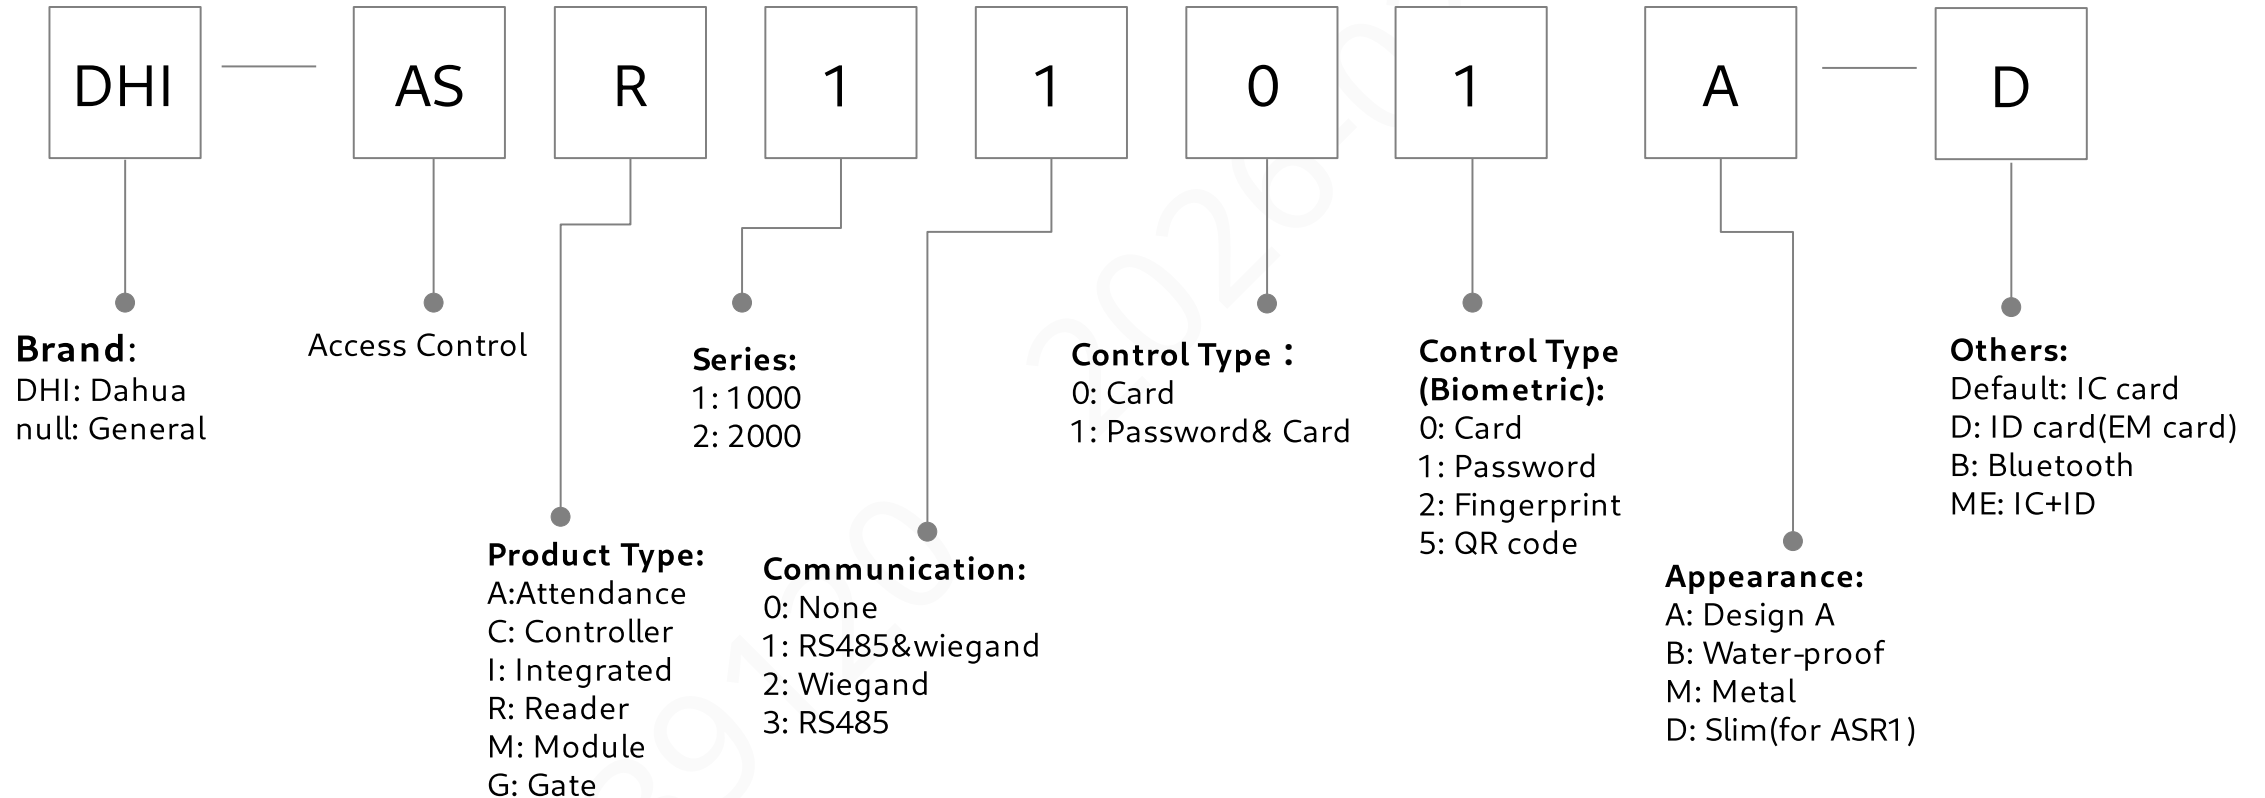 DHI — AS R 1 1 0 1 A — D
Brand:
DHI: Dahua
null: General
Access Control
Product Type:
A:Attendance
C: Controller
I: Integrated
R: Reader
M: Module
G: Gate
Series:
1: 1000
2: 2000
Communication:
0: None
1: RS485&wiegand
2: Wiegand
3: RS485
Control Type：
0: Card
1: Password& Card
Control Type
(Biometric):
0: Card
1: Password
2: Fingerprint
5: QR code
Appearance:
A: Design A
B: Water-proof
M: Metal
D: Slim(for ASR1)
Others:
Default: IC card
D: ID card(EM card)
B: Bluetooth
ME: IC+ID